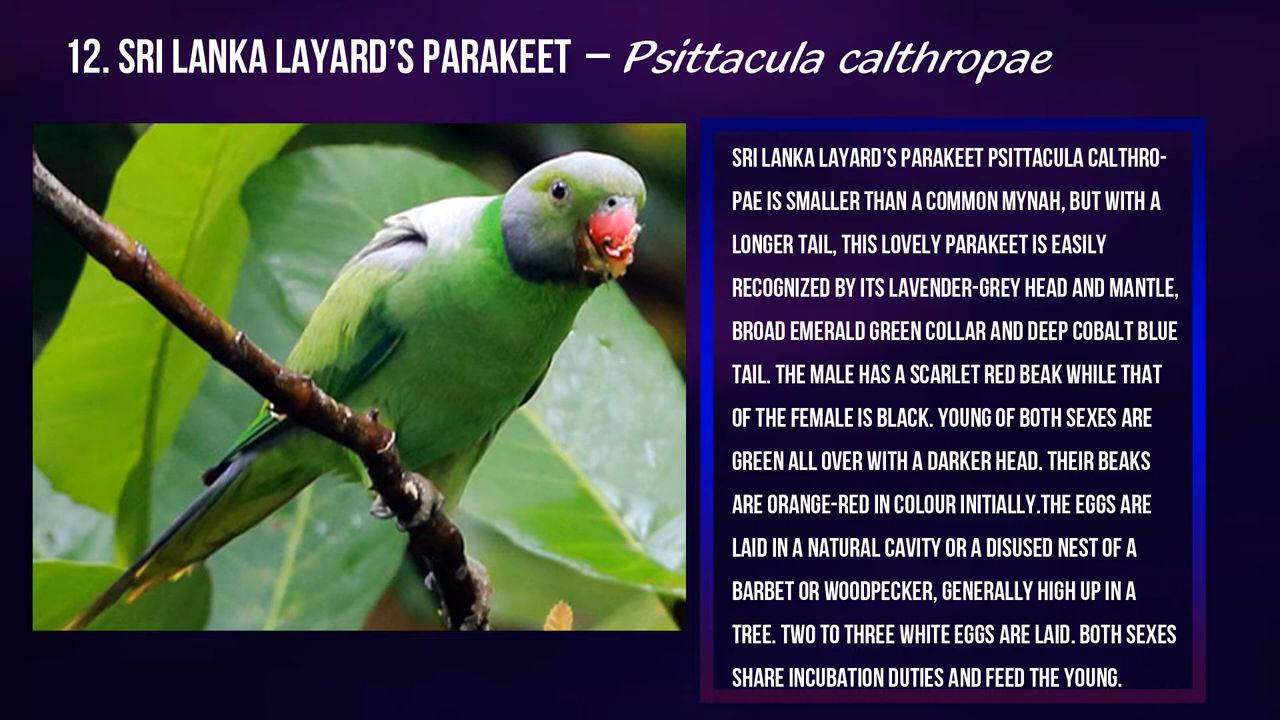 12. SRI LANKA LAYARD’S PARAKEET – Psittacula calthropae
SRI LANKA LAYARD’S PARAKEET PSITTACULA CALTHRO-
PAE IS SMALLER THAN A COMMON MYNAH, BUT WITH A
LONGER TAIL, THIS LOVELY PARAKEET IS EASILY
RECOGNIZED BY ITS LAVENDER-GREY HEAD AND MANTLE,
BROAD EMERALD GREEN COLLAR AND DEEP COBALT BLUE
TAIL. THE MALE HAS A SCARLET RED BEAK WHILE THAT
OF THE FEMALE IS BLACK. YOUNG OF BOTH SEXES ARE
GREEN ALL OVER WITH A DARKER HEAD. THEIR BEAKS
ARE ORANGE-RED IN COLOUR INITIALLY.THE EGGS ARE
LAID IN A NATURAL CAVITY OR A DISUSED NEST OF A
BARBET OR WOODPECKER, GENERALLY HIGH UP IN A
TREE. TWO TO THREE WHITE EGGS ARE LAID. BOTH SEXES
SHARE INCUBATION DUTIES AND FEED THE YOUNG.